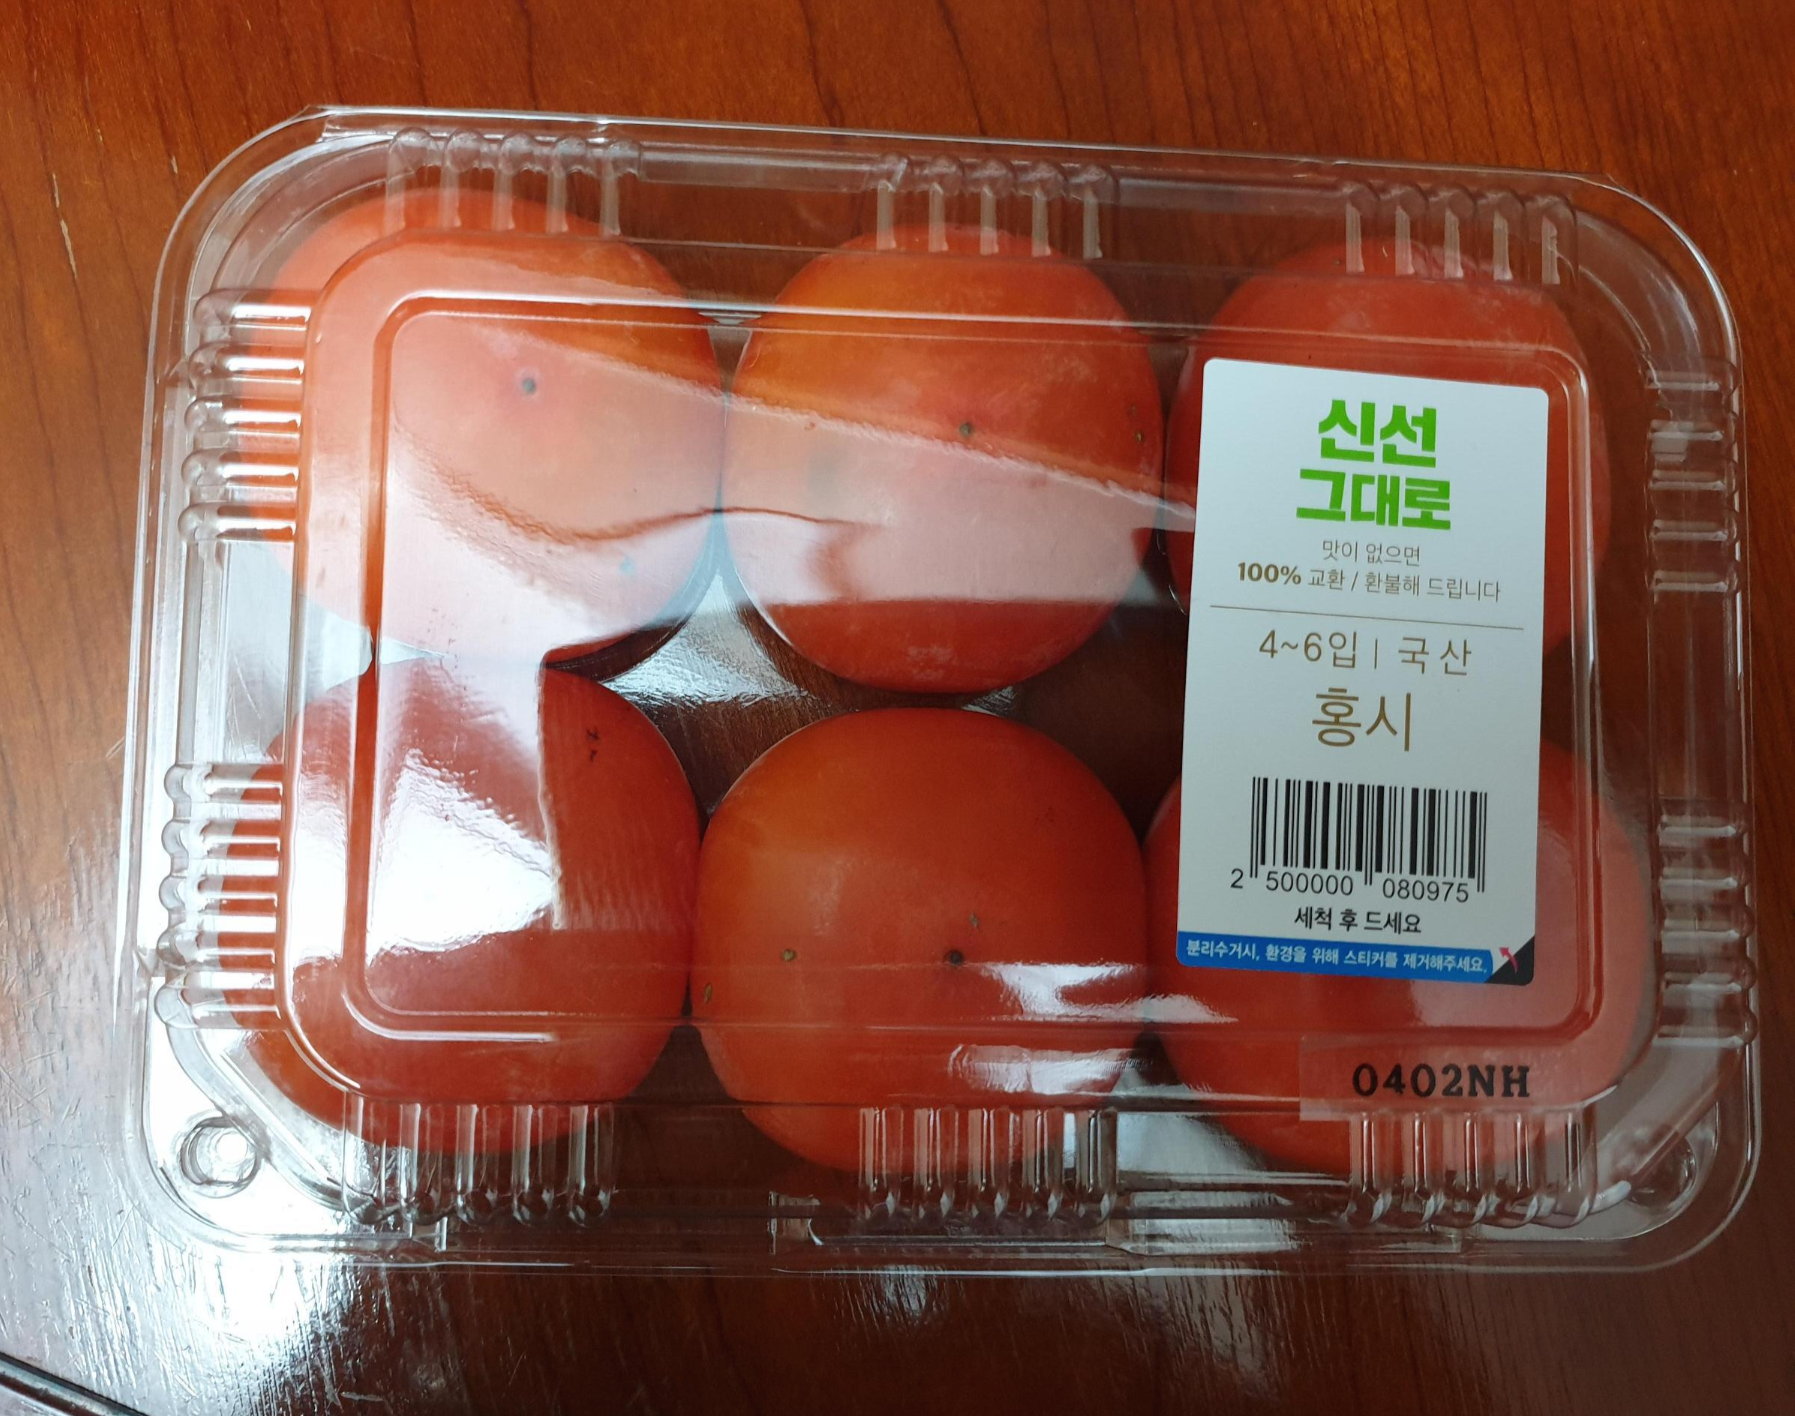 신선
그대로
맛이 없으면
100% 교환 / 환불해 드립니다
4~6입 | 국산
홍시
2 500000 080975
세척 후 드세요
분리수거시, 환경을 위해 스티커를 제거해주세요.
0402NH